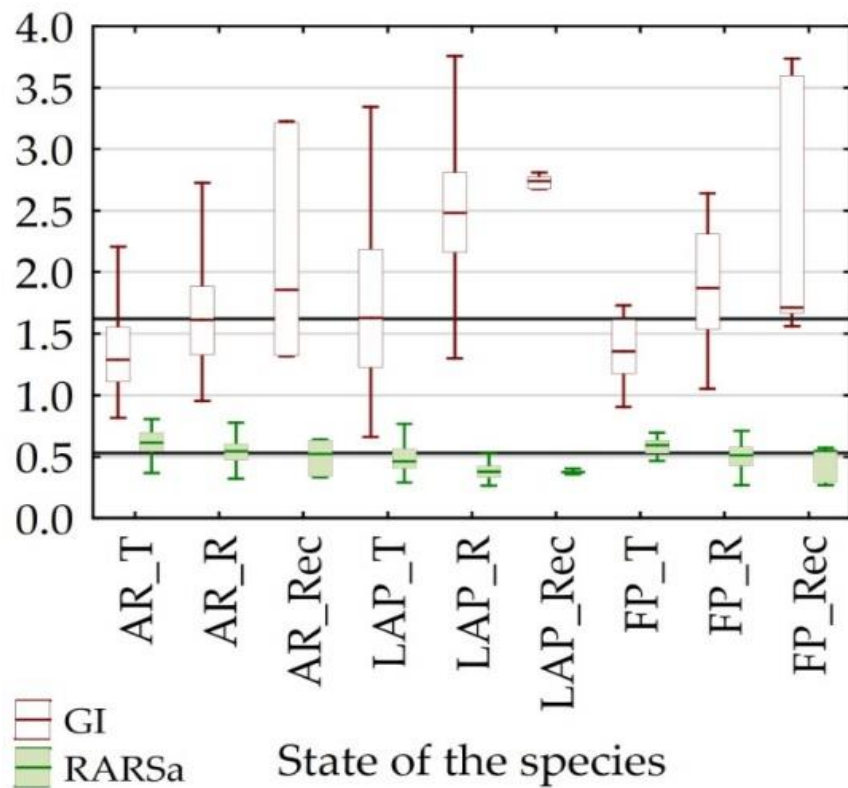 4.0
3.5
3.0
2.5
2.0
1.5
1.0
0.5
0.0
AR_T
AR_R
AR_Rec
LAP_T
LAP_R
LAP_Rec
FP_T
FP_R
FP_Rec
GI
RARSa
State of the species